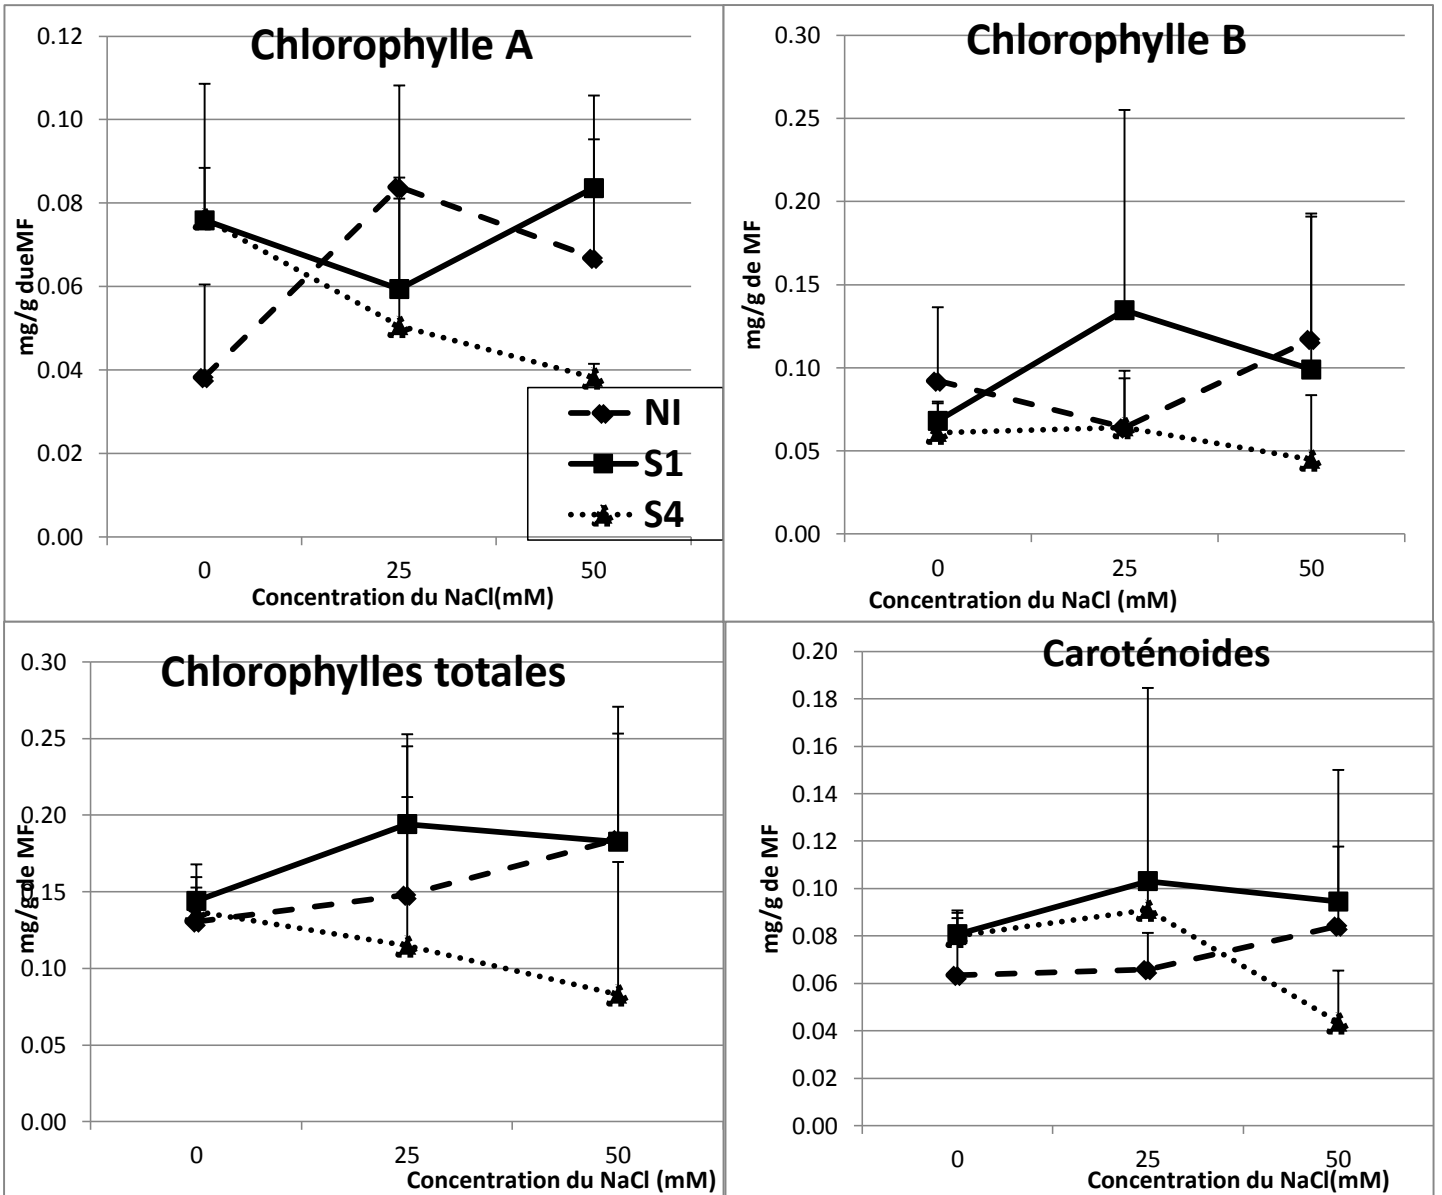 Chlorophylle A
0.12
0.10
0.08
0.06
0.04
0.02
0.00
mg/g dueMF
0 25 50
Concentration du NaCl(mM)
NI
S1
S4
Chlorophylle B
0.30
0.25
0.20
0.15
0.10
0.05
0.00
mg/g de MF
0 25 50
Concentration du NaCl (mM)
Chlorophylles totales
0.30
0.25
0.20
0.15
0.10
0.05
0.00
mg/g de MF
0 25 50
Concentration du NaCl (mM)
Caroténoides
0.20
0.18
0.16
0.14
0.12
0.10
0.08
0.06
0.04
0.02
0.00
mg/g de MF
0 25 50
Concentration du NaCl(mM)